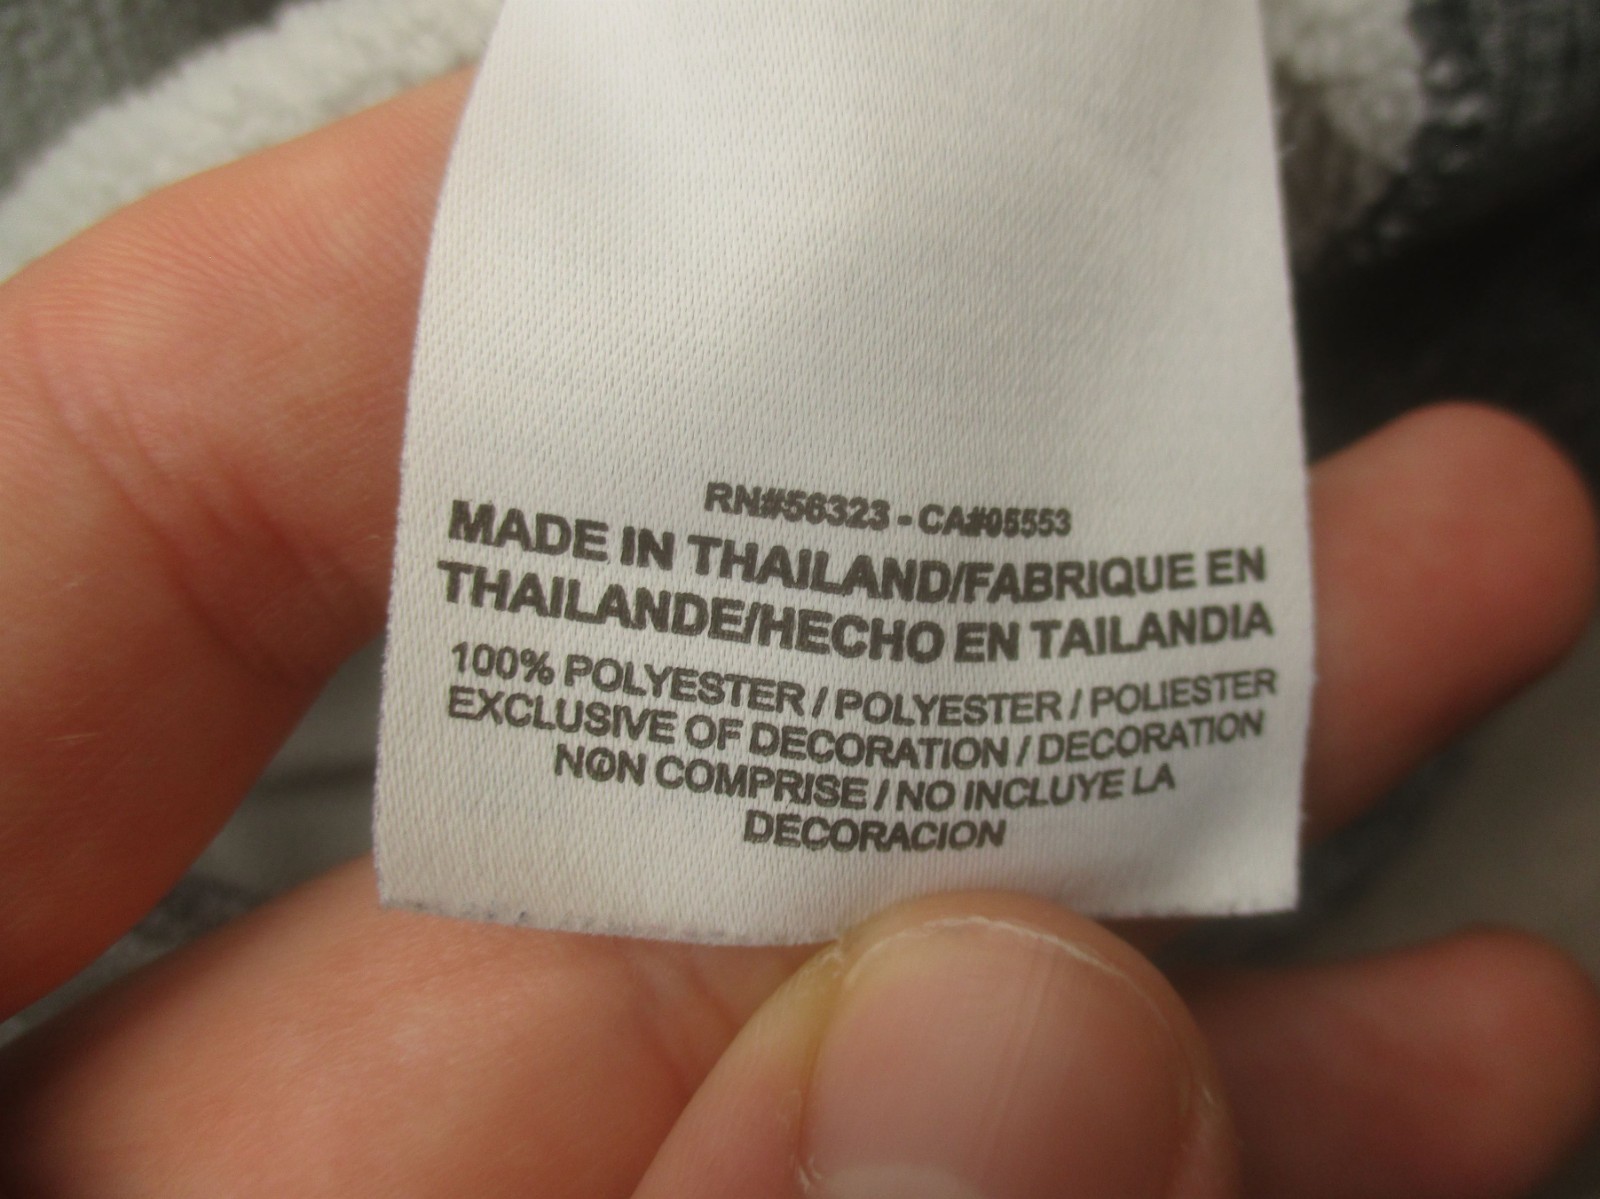 RN#56323 - CA#05553
MADE IN THAILAND/FABRIQUE EN
THAILANDE/HECHO EN TAILANDIA
100% POLYESTER / POLYESTER / POLIESTER
EXCLUSIVE OF DECORATION / DECORATION
NON COMPRISE / NO INCLUYE LA
DECORACION